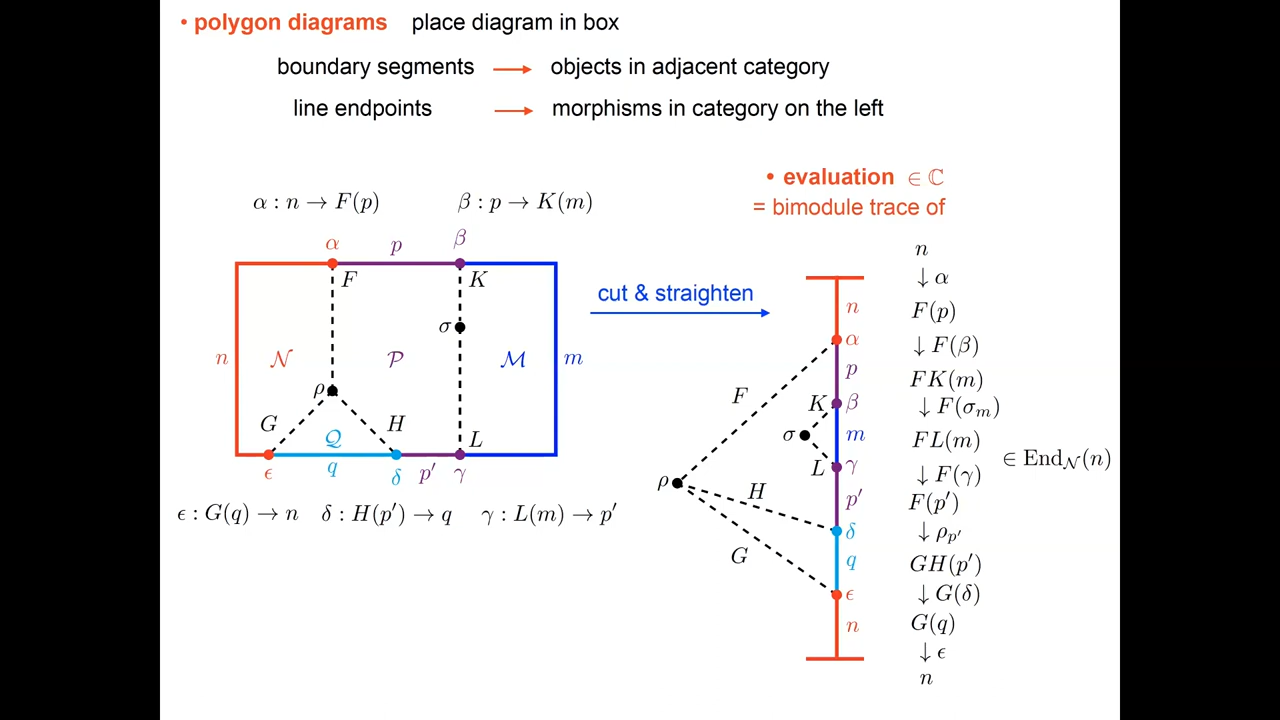 • polygon diagrams place diagram in box
boundary segments → objects in adjacent category
line endpoints → morphisms in category on the left
α : n → F(p) β : p → K(m)
α p β
F K
σ
n 𝒩 𝒫 ℳ m
ρ
G H
𝒬 L
ϵ q δ p′ γ
ϵ : G(q) → n δ : H(p′) → q γ : L(m) → p′
cut & straighten
• evaluation ∈ ℂ
= bimodule trace of
n
α
F p
K β
σ m
L γ
ρ H p′
δ
G q
ϵ
n
n
↓ α
F(p)
↓ F(β)
FK(m)
↓ F(σₘ)
FL(m)
↓ F(γ)
F(p′)
↓ ρ_{p′}
GH(p′)
↓ G(δ)
G(q)
↓ ϵ
n
∈ End_𝒩(n)